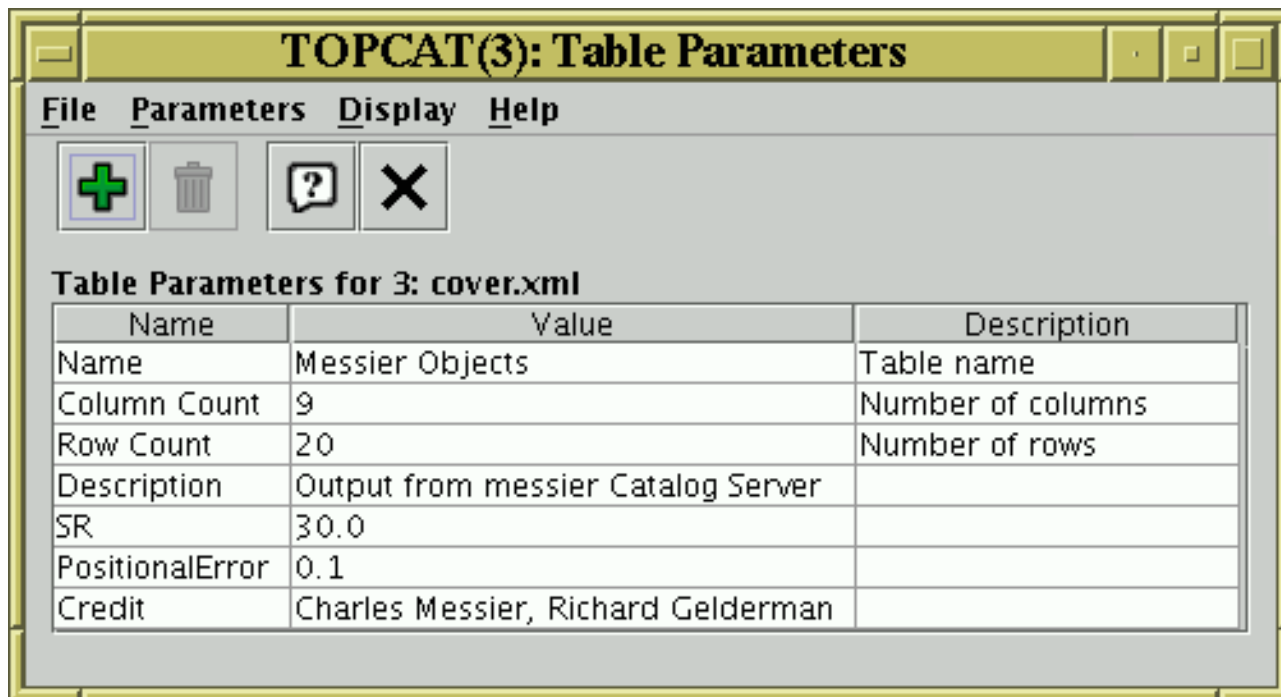 TOPCAT(3): Table Parameters
File Parameters Display Help
?
Table Parameters for 3: cover.xml
Name Value Description
Name Messier Objects Table name
Column Count 9 Number of columns
Row Count 20 Number of rows
Description Output from messier Catalog Server
SR 30.0
PositionalError 0.1
Credit Charles Messier, Richard Gelderman